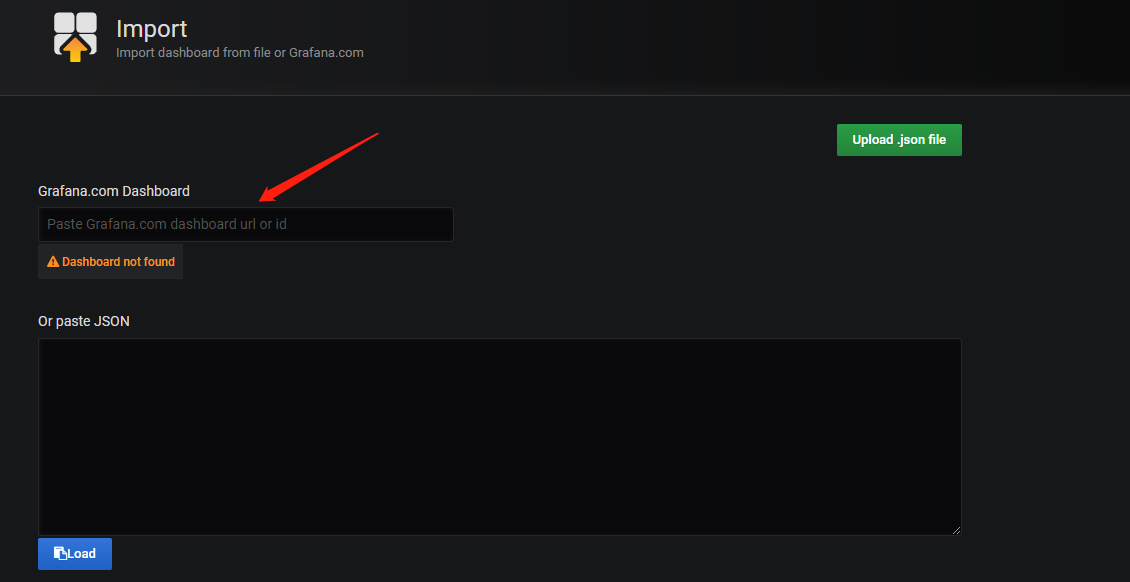 Import
Import dashboard from file or Grafana.com
Upload .json file
Grafana.com Dashboard
Paste Grafana.com dashboard url or id
Dashboard not found
Or paste JSON
Load